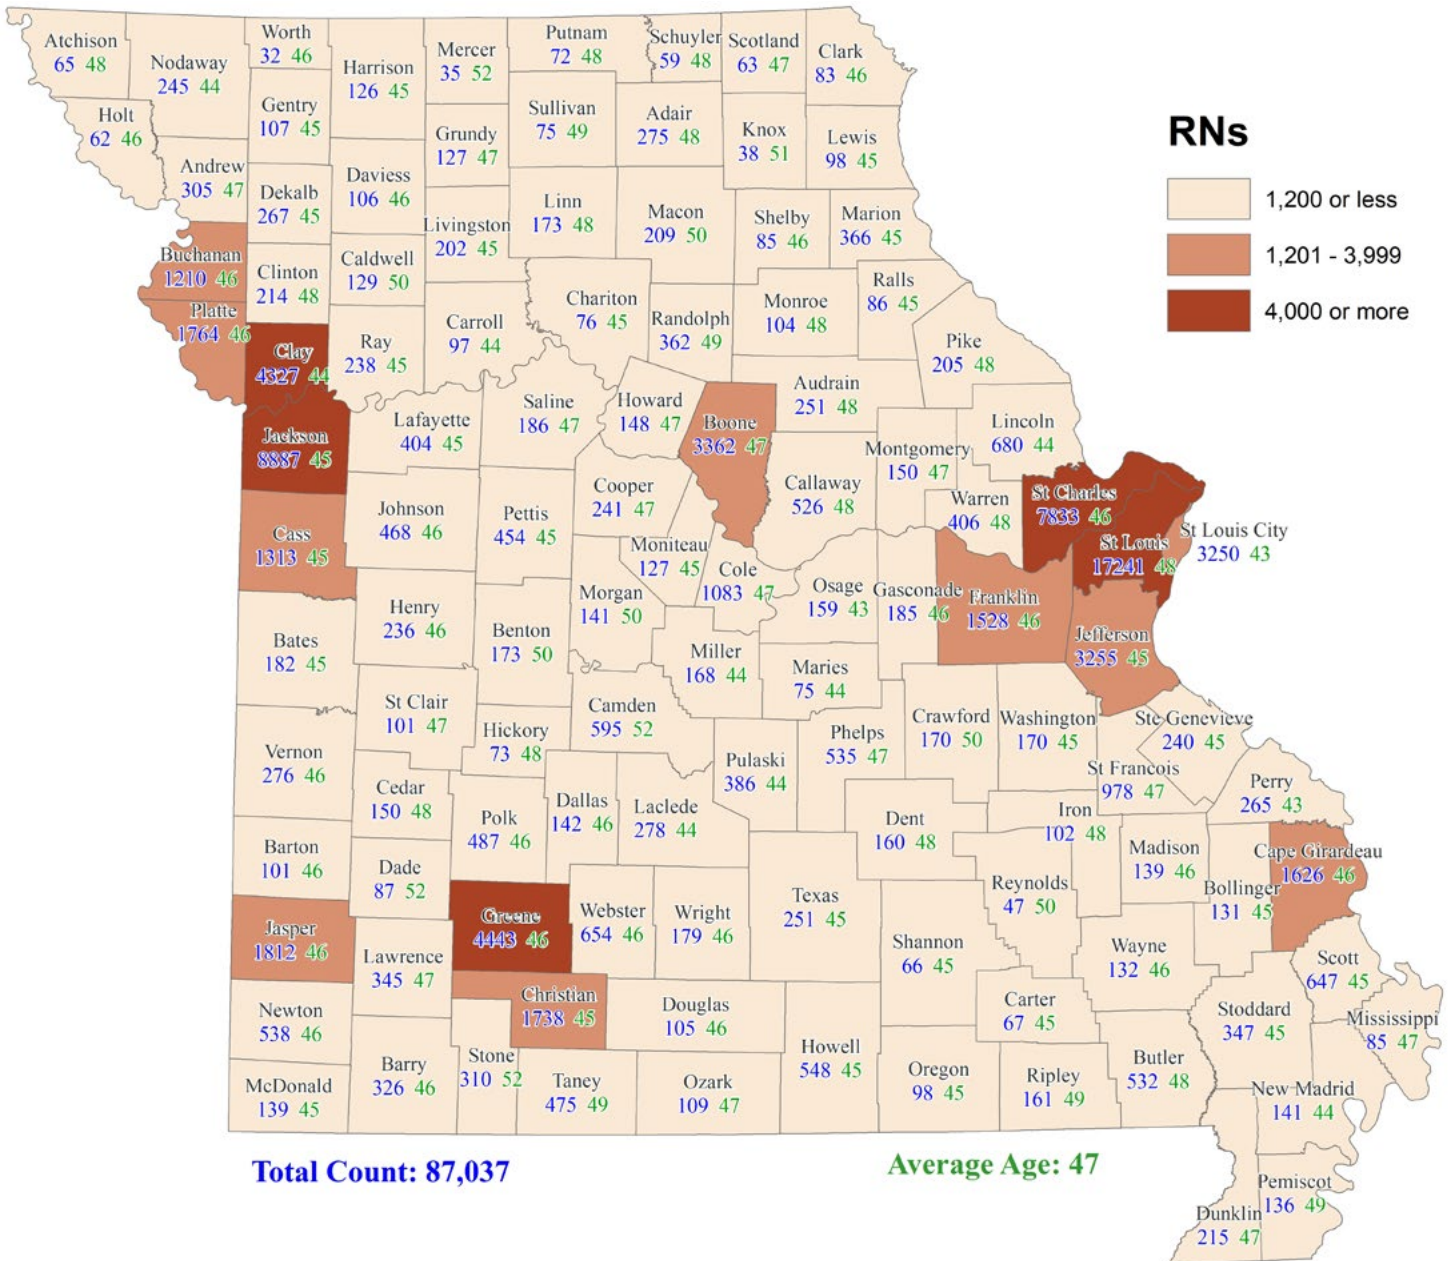 Atchison
65 48
Nodaway
245 44
Worth
32 46
Harrison
126 45
Mercer
35 52
Putnam
72 48
Schuyler
59 48
Scotland
63 47
Clark
83 46
Holt
62 46
Gentry
107 45
Grundy
127 47
Sullivan
75 49
Adair
275 48
Knox
38 51
Lewis
98 45
RNs
1,200 or less
1,201 - 3,999
4,000 or more
Andrew
305 47
Dekalb
267 45
Daviess
106 46
Livingston
202 45
Linn
173 48
Macon
209 50
Shelby
85 46
Marion
366 45
Buchanan
1210 46
Clinton
214 48
Caldwell
129 50
Platte
1764 46
Clay
4327 44
Ray
238 45
Carroll
97 44
Chariton
76 45
Randolph
362 49
Monroe
104 48
Ralls
86 45
Pike
205 48
Jackson
8887 45
Lafayette
404 45
Saline
186 47
Howard
148 47
Boone
3362 47
Audrain
251 48
Montgomery
150 47
Lincoln
680 44
Cass
1313 45
Johnson
468 46
Pettis
454 45
Cooper
241 47
Moniteau
127 45
Cole
1083 47
Callaway
526 48
Warren
406 48
St Charles
7833 46
St Louis
17241 48
St Louis City
3250 43
Bates
182 45
Henry
236 46
Benton
173 50
Morgan
141 50
Miller
168 44
Osage
159 43
Gasconade
185 46
Franklin
1528 46
Jefferson
3255 45
Maries
75 44
Vernon
276 46
St Clair
101 47
Hickory
73 48
Camden
595 52
Pulaski
386 44
Phelps
535 47
Crawford
170 50
Washington
170 45
Ste Genevieve
240 45
St Francois
978 47
Perry
265 43
Cedar
150 48
Polk
487 46
Dallas
142 46
Laclede
278 44
Dent
160 48
Iron
102 48
Madison
139 46
Cape Girardeau
1626 46
Bollinger
131 45
Barton
101 46
Dade
87 52
Greene
4443 46
Webster
654 46
Wright
179 46
Texas
251 45
Shannon
66 45
Reynolds
47 50
Wayne
132 46
Jasper
1812 46
Lawrence
345 47
Christian
1738 45
Douglas
105 46
Howell
548 45
Carter
67 45
Stoddard
347 45
Scott
647 45
Mississippi
85 47
Newton
538 46
McDonald
139 45
Barry
326 46
Stone
310 52
Taney
475 49
Ozark
109 47
Oregon
98 45
Ripley
161 49
Butler
532 48
New Madrid
141 44
Pemiscot
136 49
Dunklin
215 47
Total Count: 87,037
Average Age: 47